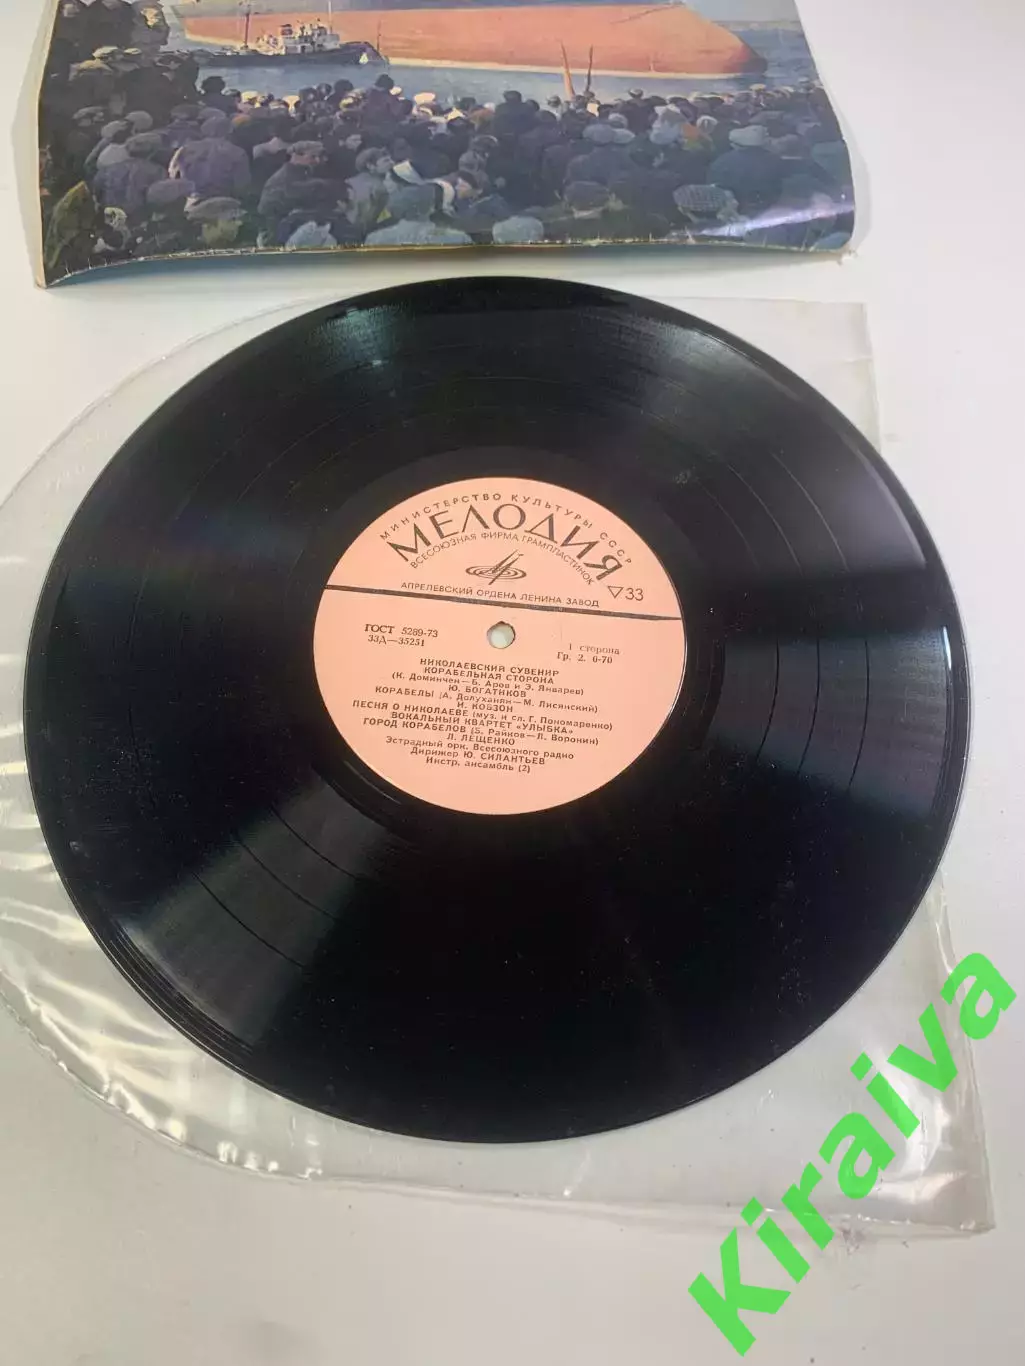 МИНИСТЕРСТВО КУЛЬТУРЫ СССР
МЕЛОДИЯ
ВСЕСОЮЗНАЯ ФИРМА ГРАМПЛАСТИНОК
АПРЕЛЕВСКИЙ ОРДЕНА ЛЕНИНА ЗАВОД
▽33
ГОСТ 5289-73
33Д—35251
1 сторона
Гр. 2. 0-70
НИКОЛАЕВСКИЙ СУВЕНИР
КОРАБЕЛЬНАЯ СТОРОНА
(К. Доминчен—Б. Аров и Э. Январев)
Ю. БОГАТИКОВ
КОРАБЕЛЫ (А. Долуханян—М. Лисянский)
И. КОБЗОН
ПЕСНЯ О НИКОЛАЕВЕ (муз. и сл. Г. Пономаренко)
ВОКАЛЬНЫЙ КВАРТЕТ «УЛЫБКА»
ГОРОД КОРАБЕЛОВ (Б. Райков—Л. Воронин)
Л. ЛЕЩЕНКО
Эстрадный орк. Всесоюзного радио
Дирижер Ю. СИЛАНТЬЕВ
Инстр. ансамбль (2)
Kiraiva